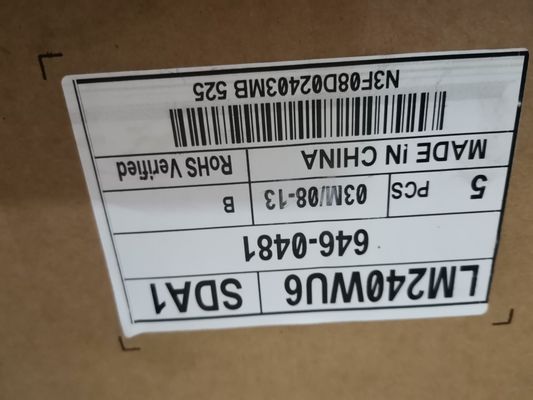 LM240WU6 SDA1
646-0481
5 PCS 03M/08-13 B
MADE IN CHINA RoHS Verified
N3F08D02403MB 525